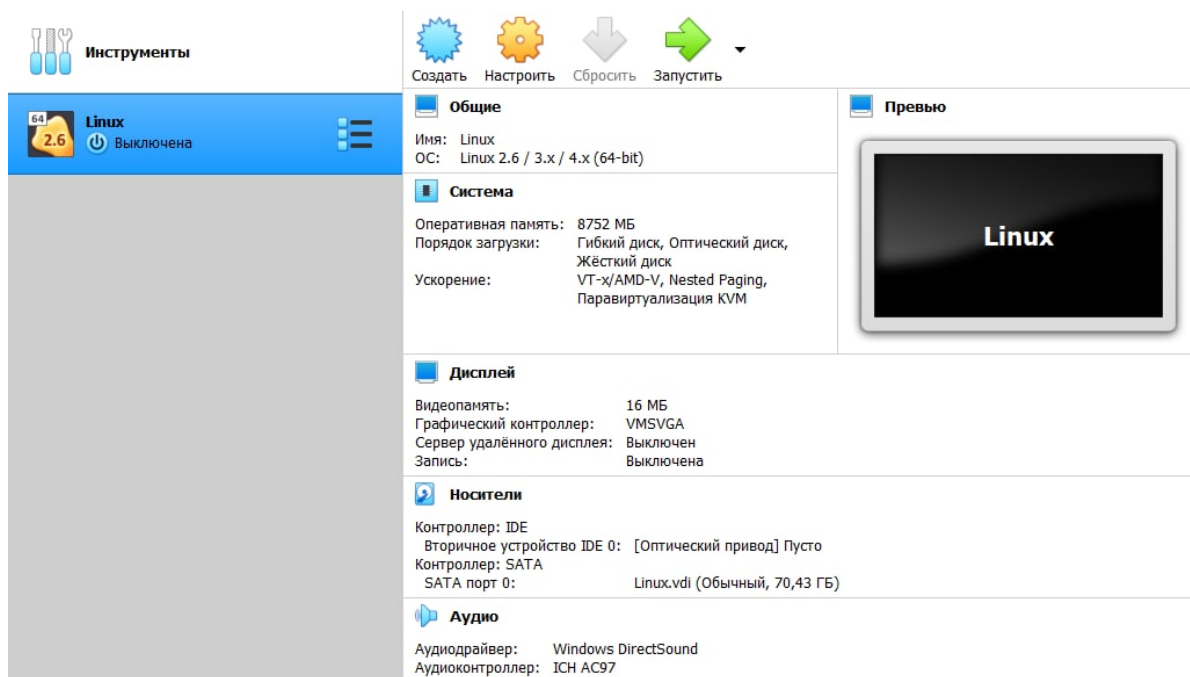 Инструменты
Создать Настроить Сбросить Запустить
64
2.6
Linux
Выключена
Общие
Имя: Linux
ОС: Linux 2.6 / 3.x / 4.x (64-bit)
Превью
Linux
Система
Оперативная память: 8752 МБ
Порядок загрузки: Гибкий диск, Оптический диск,
Жёсткий диск
Ускорение: VT-x/AMD-V, Nested Paging,
Паравиртуализация KVM
Дисплей
Видеопамять: 16 МБ
Графический контроллер: VMSVGA
Сервер удалённого дисплея: Выключен
Запись: Выключена
Носители
Контроллер: IDE
Вторичное устройство IDE 0: [Оптический привод] Пусто
Контроллер: SATA
SATA порт 0: Linux.vdi (Обычный, 70,43 ГБ)
Аудио
Аудиодрайвер: Windows DirectSound
Аудиоконтроллер: ICH AC97